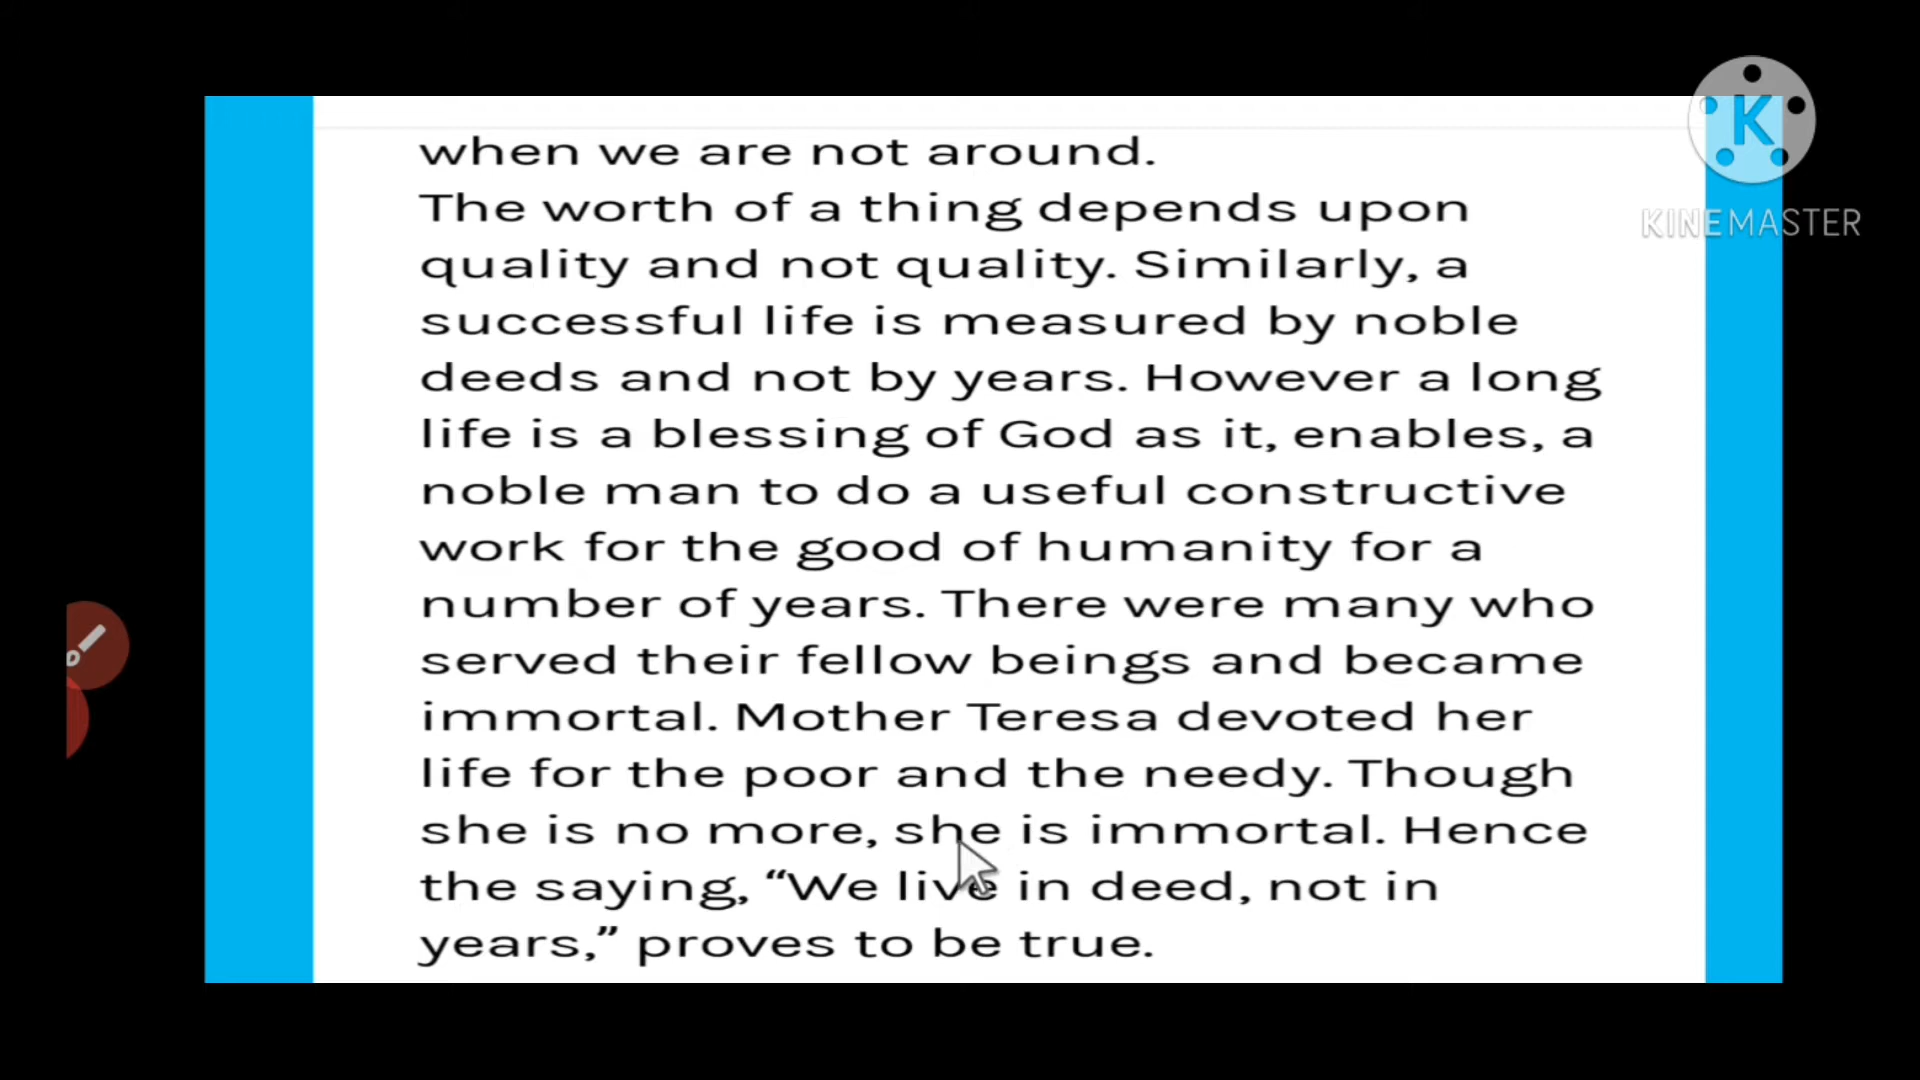 when we are not around.
The worth of a thing depends upon
quality and not quality. Similarly, a
successful life is measured by noble
deeds and not by years. However a long
life is a blessing of God as it, enables, a
noble man to do a useful constructive
work for the good of humanity for a
number of years. There were many who
served their fellow beings and became
immortal. Mother Teresa devoted her
life for the poor and the needy. Though
she is no more, she is immortal. Hence
the saying, “We live in deed, not in
years,” proves to be true.
K
KINEMASTER